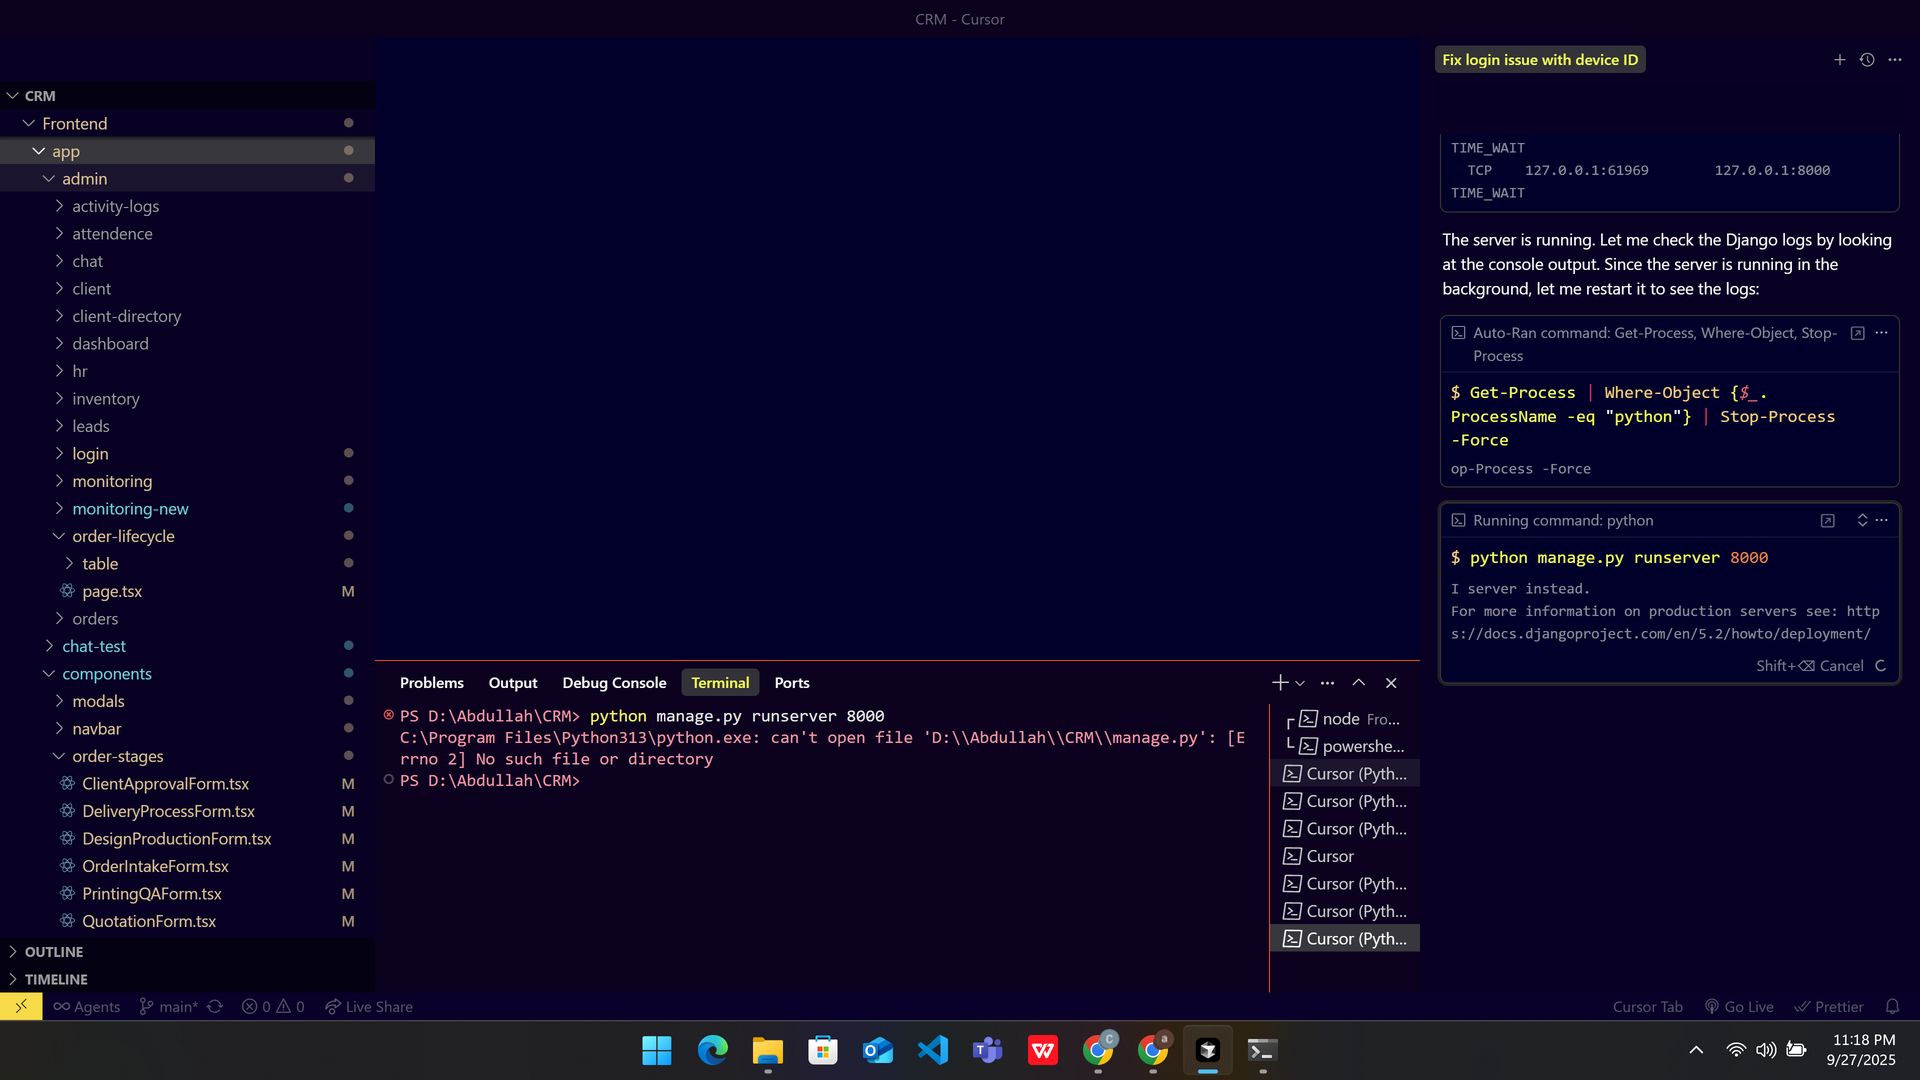 CRM - Cursor
CRM
Frontend
app
admin
activity-logs
attendence
chat
client
client-directory
dashboard
hr
inventory
leads
login
monitoring
monitoring-new
order-lifecycle
table
page.tsx M
orders
chat-test
components
modals
navbar
order-stages
ClientApprovalForm.tsx M
DeliveryProcessForm.tsx M
DesignProductionForm.tsx M
OrderIntakeForm.tsx M
PrintingQAForm.tsx M
QuotationForm.tsx M
OUTLINE
TIMELINE
Problems Output Debug Console Terminal Ports
PS D:\Abdullah\CRM> python manage.py runserver 8000
C:\Program Files\Python313\python.exe: can't open file 'D:\\Abdullah\\CRM\\manage.py': [E
rrno 2] No such file or directory
PS D:\Abdullah\CRM>
node Fro...
powershe...
Cursor (Pyth...
Cursor (Pyth...
Cursor (Pyth...
Cursor
Cursor (Pyth...
Cursor (Pyth...
Cursor (Pyth...
Fix login issue with device ID
TIME_WAIT
TCP 127.0.0.1:61969 127.0.0.1:8000
TIME_WAIT
The server is running. Let me check the Django logs by looking
at the console output. Since the server is running in the
background, let me restart it to see the logs:
Auto-Ran command: Get-Process, Where-Object, Stop-
Process
$ Get-Process | Where-Object {$_.
ProcessName -eq "python"} | Stop-Process
-Force
op-Process -Force
Running command: python
$ python manage.py runserver 8000
I server instead.
For more information on production servers see: http
s://docs.djangoproject.com/en/5.2/howto/deployment/
Shift+⌫ Cancel
Agents main* 0 0 Live Share
Cursor Tab Go Live Prettier
11:18 PM
9/27/2025